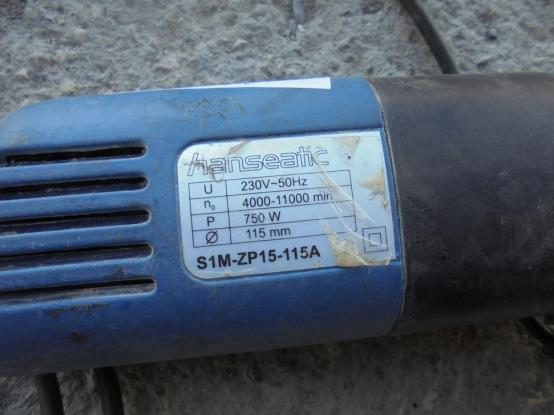 hanseatic
U 230V~50Hz
n₀ 4000-11000 min
P 750 W
Ø 115 mm
S1M-ZP15-115A